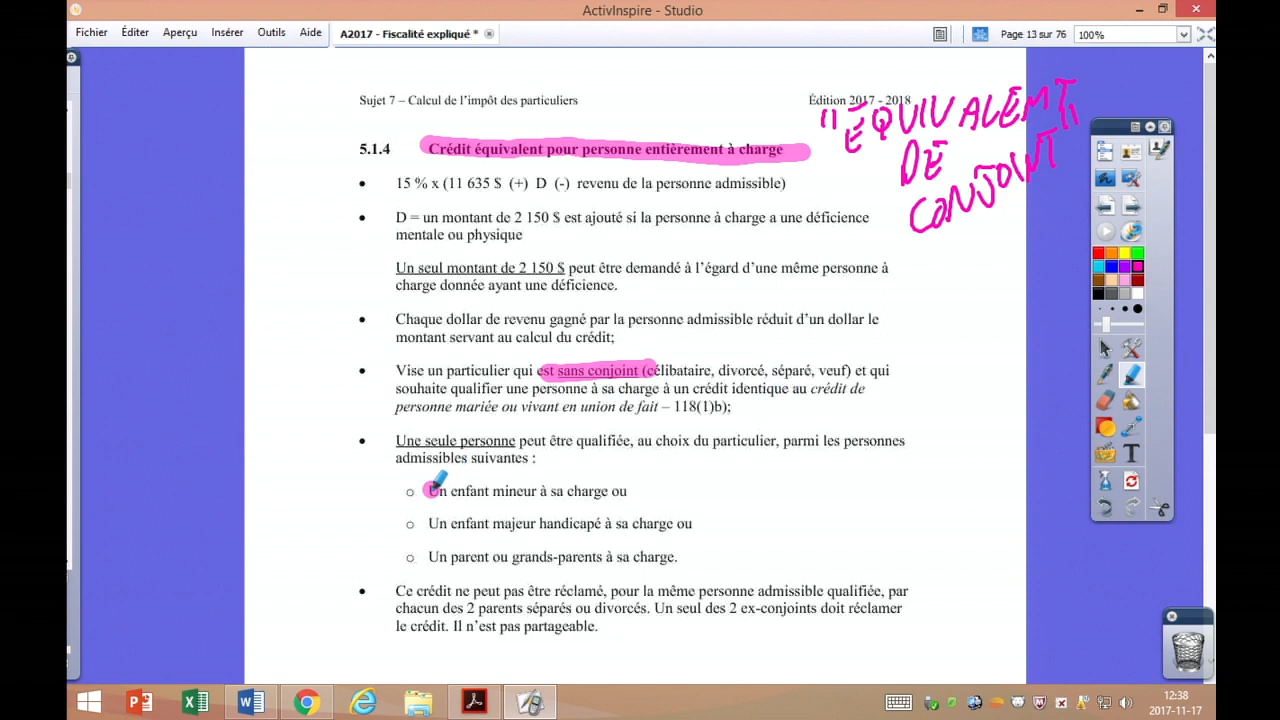 ActivInspire - Studio
Fichier Éditer Aperçu Insérer Outils Aide
A2017 - Fiscalité expliqué *
Page 13 sur 76
100%
Sujet 7 – Calcul de l'impôt des particuliers
Édition 2017 - 2018
"ÉQUIVALENT
DE
CONJOINT"
5.1.4 Crédit équivalent pour personne entièrement à charge
• 15 % x (11 635 $ (+) D (-) revenu de la personne admissible)
• D = un montant de 2 150 $ est ajouté si la personne à charge a une déficience
mentale ou physique
Un seul montant de 2 150 $ peut être demandé à l'égard d'une même personne à
charge donnée ayant une déficience.
• Chaque dollar de revenu gagné par la personne admissible réduit d'un dollar le
montant servant au calcul du crédit;
• Vise un particulier qui est sans conjoint (célibataire, divorcé, séparé, veuf) et qui
souhaite qualifier une personne à sa charge à un crédit identique au crédit de
personne mariée ou vivant en union de fait – 118(1)b);
• Une seule personne peut être qualifiée, au choix du particulier, parmi les personnes
admissibles suivantes :
o Un enfant mineur à sa charge ou
o Un enfant majeur handicapé à sa charge ou
o Un parent ou grands-parents à sa charge.
• Ce crédit ne peut pas être réclamé, pour la même personne admissible qualifiée, par
chacun des 2 parents séparés ou divorcés. Un seul des 2 ex-conjoints doit réclamer
le crédit. Il n'est pas partageable.
12:38
2017-11-17